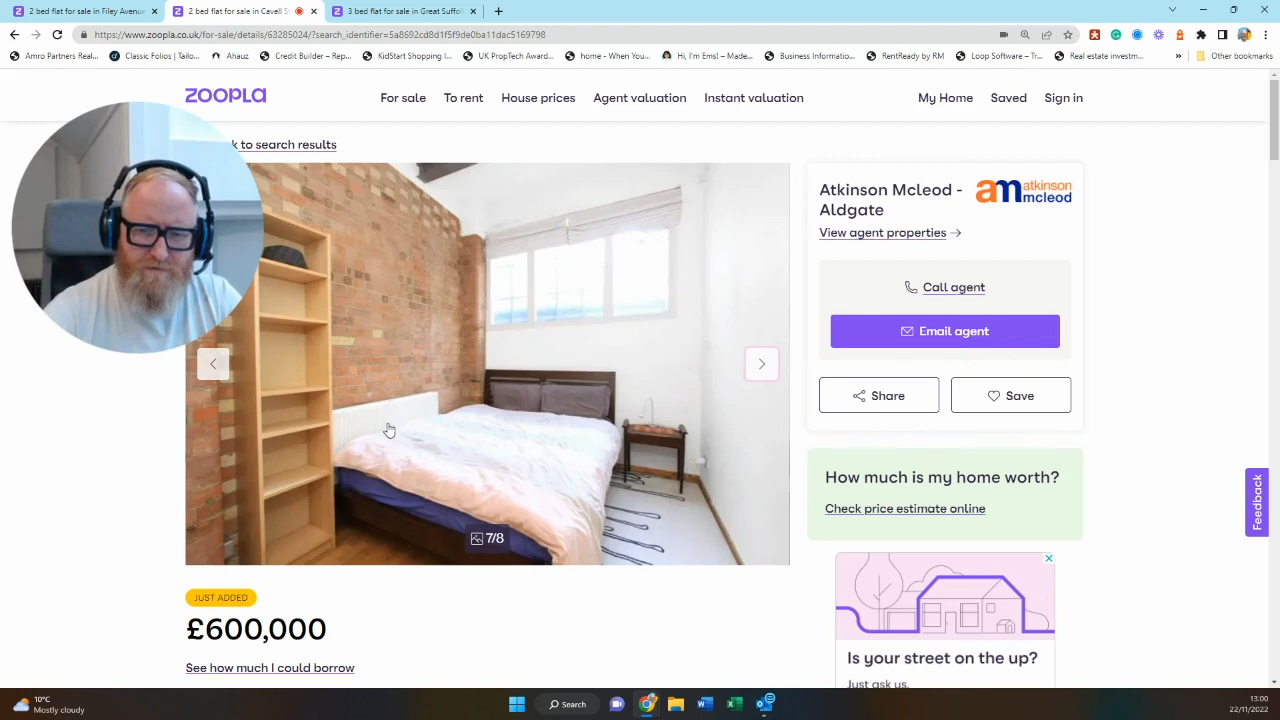 2 bed flat for sale in Filey Avenue
2 bed flat for sale in Cavell S
3 bed flat for sale in Great Suffol
https://www.zoopla.co.uk/for-sale/details/63285024/?search_identifier=5a8692cd8d1f5f9de0ba11dac5169798
Amro Partners Real...
Classic Folios | Tailo...
Ahauz
Credit Builder – Rep...
KidStart Shopping |...
UK PropTech Award...
home - When You'...
Hi, I'm Ems! – Made...
Business Informatio...
RentReady by RHO
Loop Software – Tr...
Real estate investm...
»
Other bookmarks
ZOOPLA
For sale
To rent
House prices
Agent valuation
Instant valuation
My Home
Saved
Sign in
k to search results
7/8
Atkinson Mcleod -
Aldgate
am atkinson
mcleod
View agent properties
Call agent
Email agent
Share
Save
How much is my home worth?
Check price estimate online
Feedback
JUST ADDED
£600,000
See how much I could borrow
Is your street on the up?
Just ask us.
10°C
Mostly cloudy
Search
13:00
22/11/2022